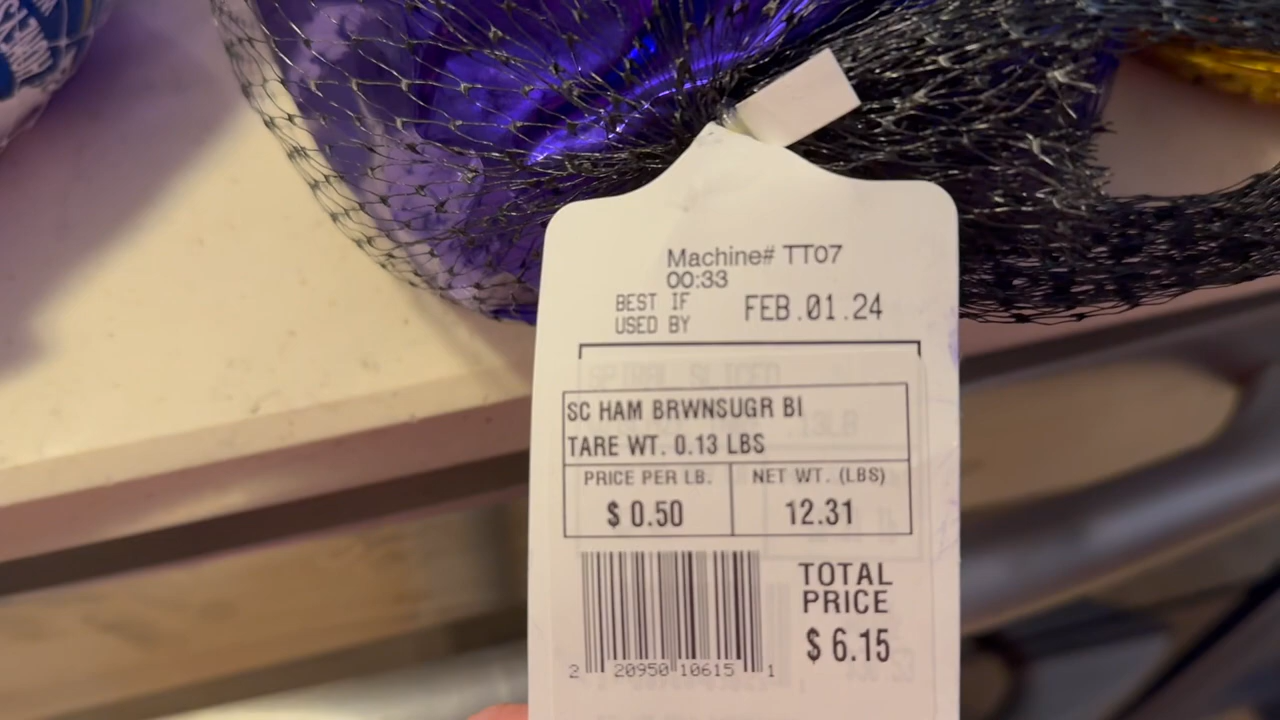 Machine# TT07
00:33
BEST IF
USED BY
FEB.01.24
SPIRAL SLICED
SC HAM BRWNSUGR BI
TARE WT. 0.13 LBS
PRICE PER LB.
NET WT. (LBS)
$ 0.50
12.31
TOTAL
PRICE
$ 6.15
2 20950 10615 1